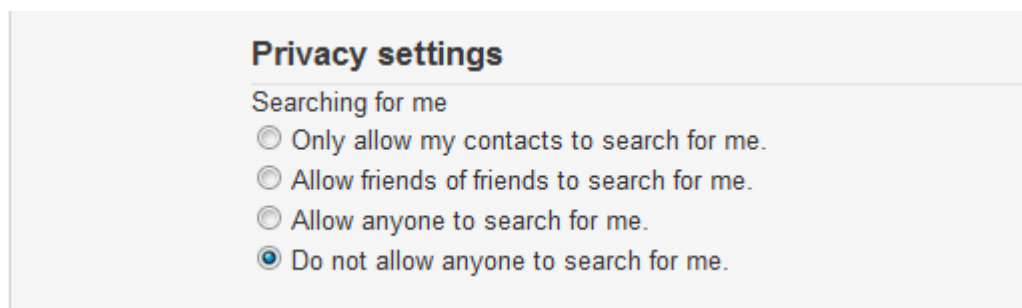 Privacy settings
Searching for me
Only allow my contacts to search for me.
Allow friends of friends to search for me.
Allow anyone to search for me.
Do not allow anyone to search for me.